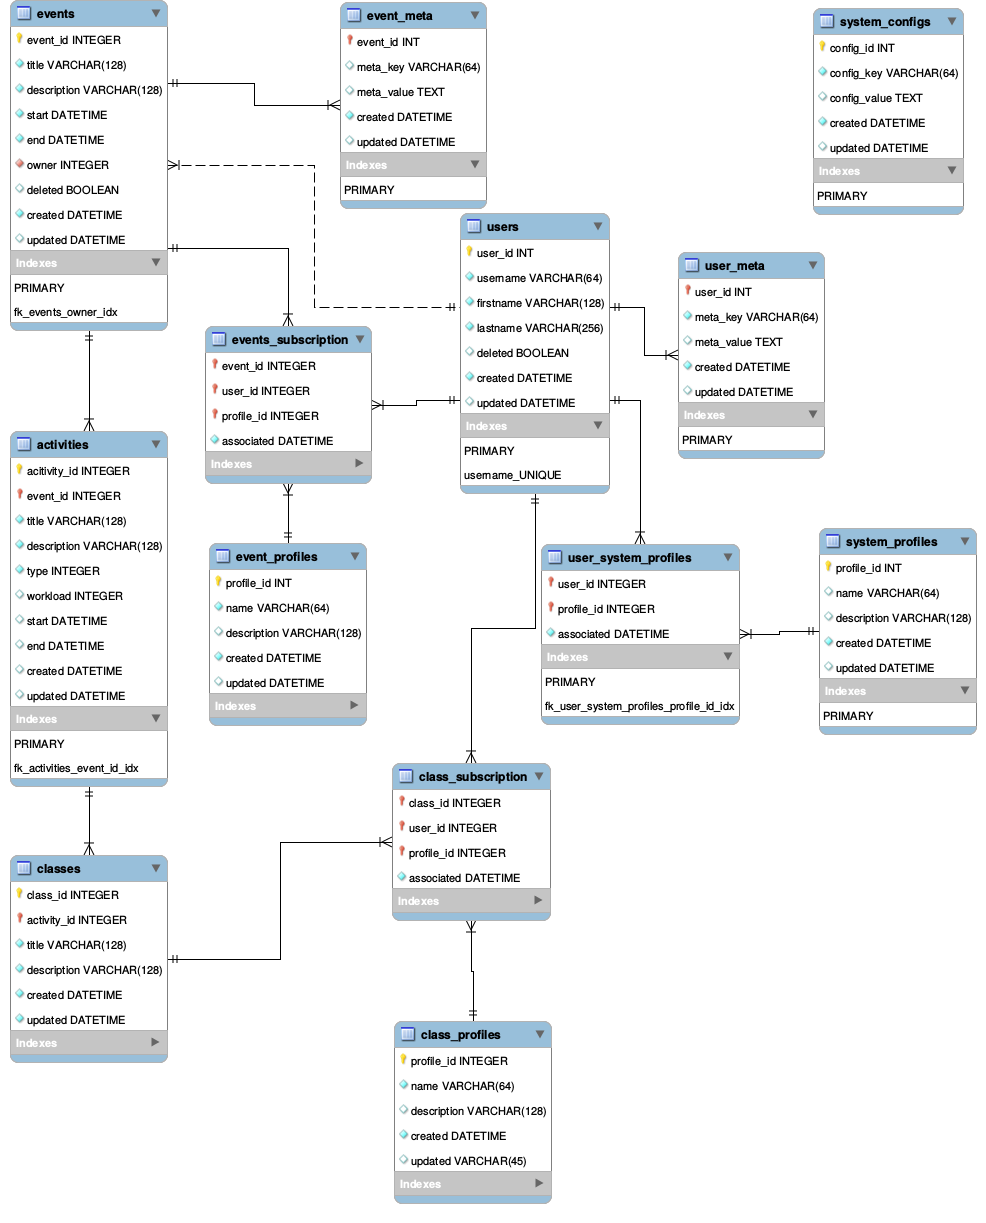 events
event_id INTEGER
title VARCHAR(128)
description VARCHAR(128)
start DATETIME
end DATETIME
owner INTEGER
deleted BOOLEAN
created DATETIME
updated DATETIME
Indexes
PRIMARY
fk_events_owner_idx
event_meta
event_id INT
meta_key VARCHAR(64)
meta_value TEXT
created DATETIME
updated DATETIME
Indexes
PRIMARY
system_configs
config_id INT
config_key VARCHAR(64)
config_value TEXT
created DATETIME
updated DATETIME
Indexes
PRIMARY
users
user_id INT
username VARCHAR(64)
firstname VARCHAR(128)
lastname VARCHAR(256)
deleted BOOLEAN
created DATETIME
updated DATETIME
Indexes
PRIMARY
username_UNIQUE
user_meta
user_id INT
meta_key VARCHAR(64)
meta_value TEXT
created DATETIME
updated DATETIME
Indexes
PRIMARY
events_subscription
event_id INTEGER
user_id INTEGER
profile_id INTEGER
associated DATETIME
Indexes
activities
acitivity_id INTEGER
event_id INTEGER
title VARCHAR(128)
description VARCHAR(128)
type INTEGER
workload INTEGER
start DATETIME
end DATETIME
created DATETIME
updated DATETIME
Indexes
PRIMARY
fk_activities_event_id_idx
event_profiles
profile_id INT
name VARCHAR(64)
description VARCHAR(128)
created DATETIME
updated DATETIME
Indexes
user_system_profiles
user_id INTEGER
profile_id INTEGER
associated DATETIME
Indexes
PRIMARY
fk_user_system_profiles_profile_id_idx
system_profiles
profile_id INT
name VARCHAR(64)
description VARCHAR(128)
created DATETIME
updated DATETIME
Indexes
PRIMARY
class_subscription
class_id INTEGER
user_id INTEGER
profile_id INTEGER
associated DATETIME
Indexes
classes
class_id INTEGER
activity_id INTEGER
title VARCHAR(128)
description VARCHAR(128)
created DATETIME
updated DATETIME
Indexes
class_profiles
profile_id INTEGER
name VARCHAR(64)
description VARCHAR(128)
created DATETIME
updated VARCHAR(45)
Indexes